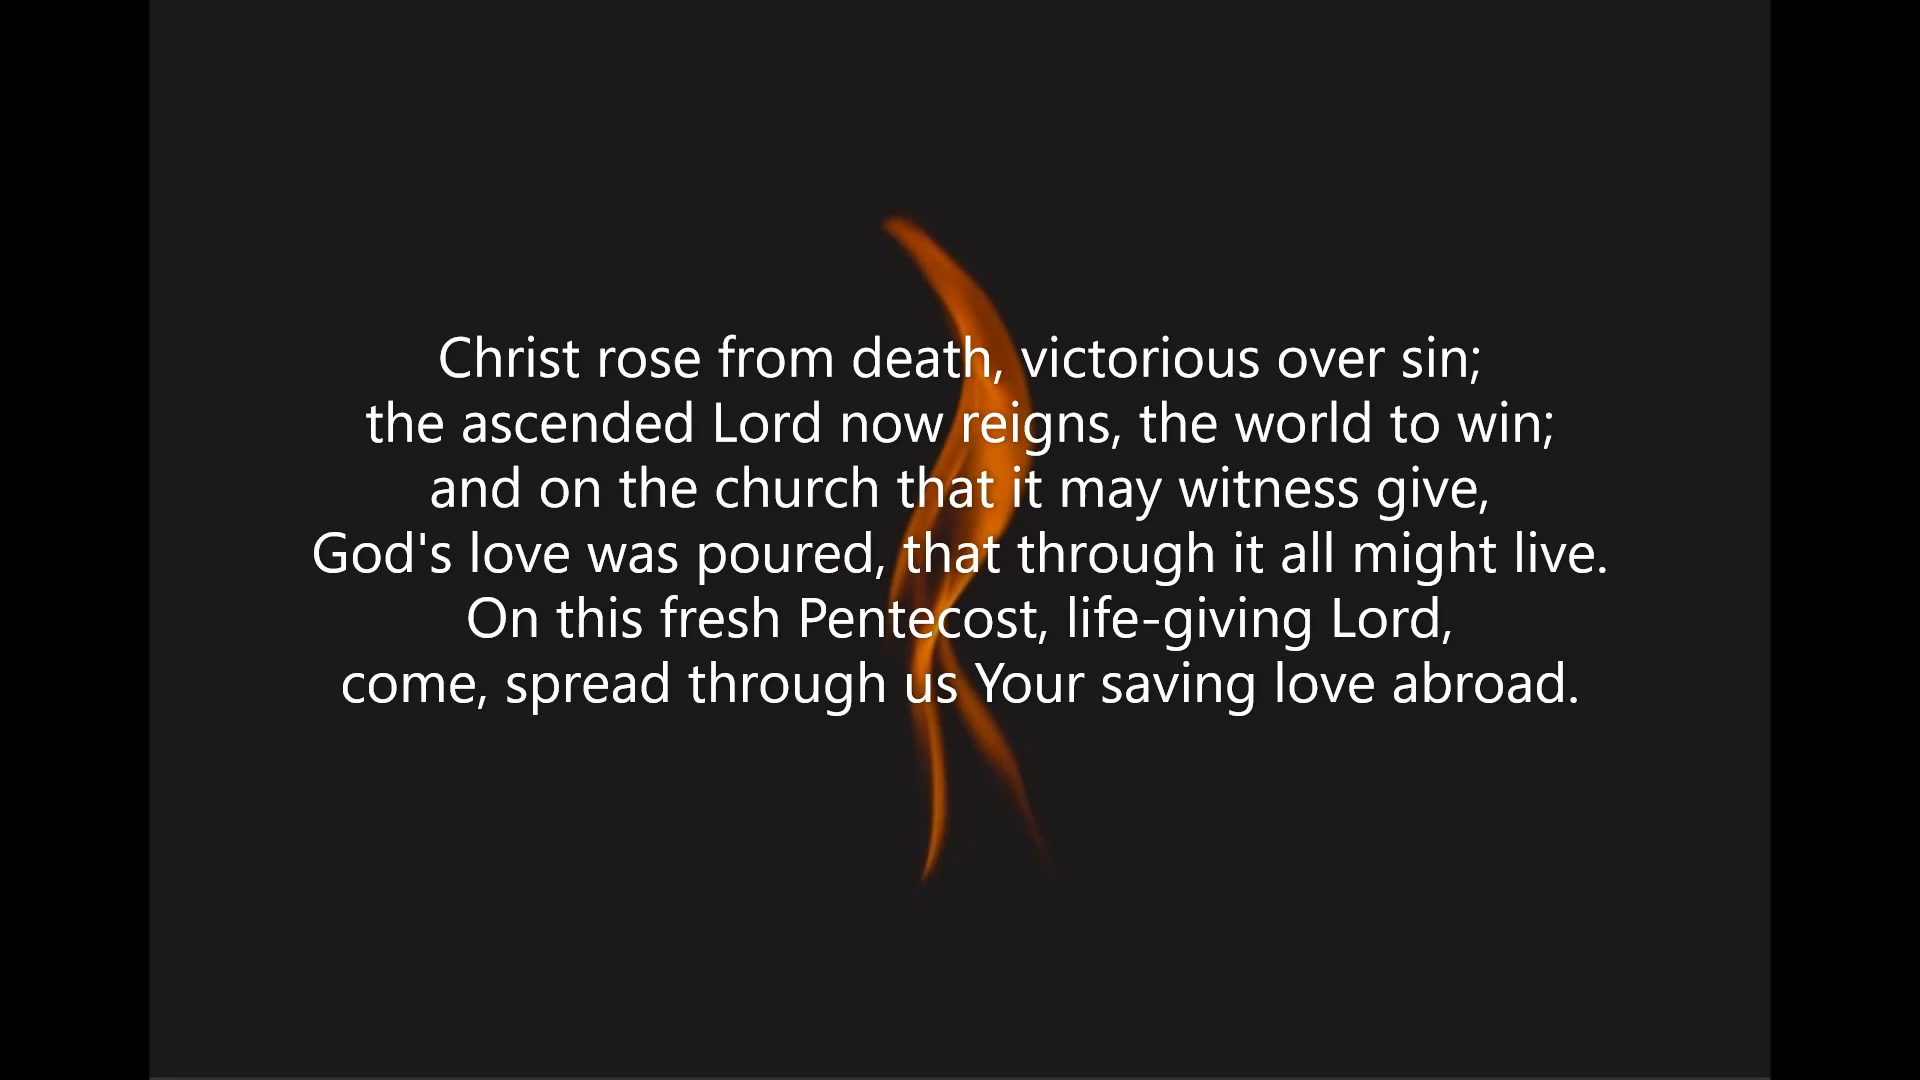 Christ rose from death, victorious over sin;
the ascended Lord now reigns, the world to win;
and on the church that it may witness give,
God's love was poured, that through it all might live.
On this fresh Pentecost, life-giving Lord,
come, spread through us Your saving love abroad.